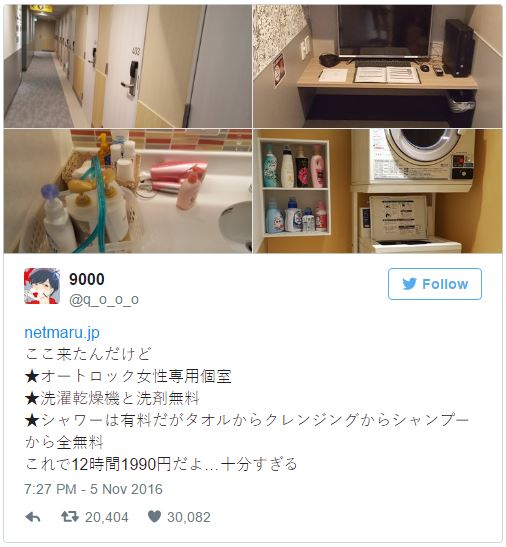 403
9000
@q_o_o_o
Follow
netmaru.jp
ここ来たんだけど
★オートロック女性専用個室
★洗濯乾燥機と洗剤無料
★シャワーは有料だがタオルからクレンジングからシャンプー
から全無料
これで12時間1990円だよ…十分すぎる
7:27 PM - 5 Nov 2016
20,404
30,082